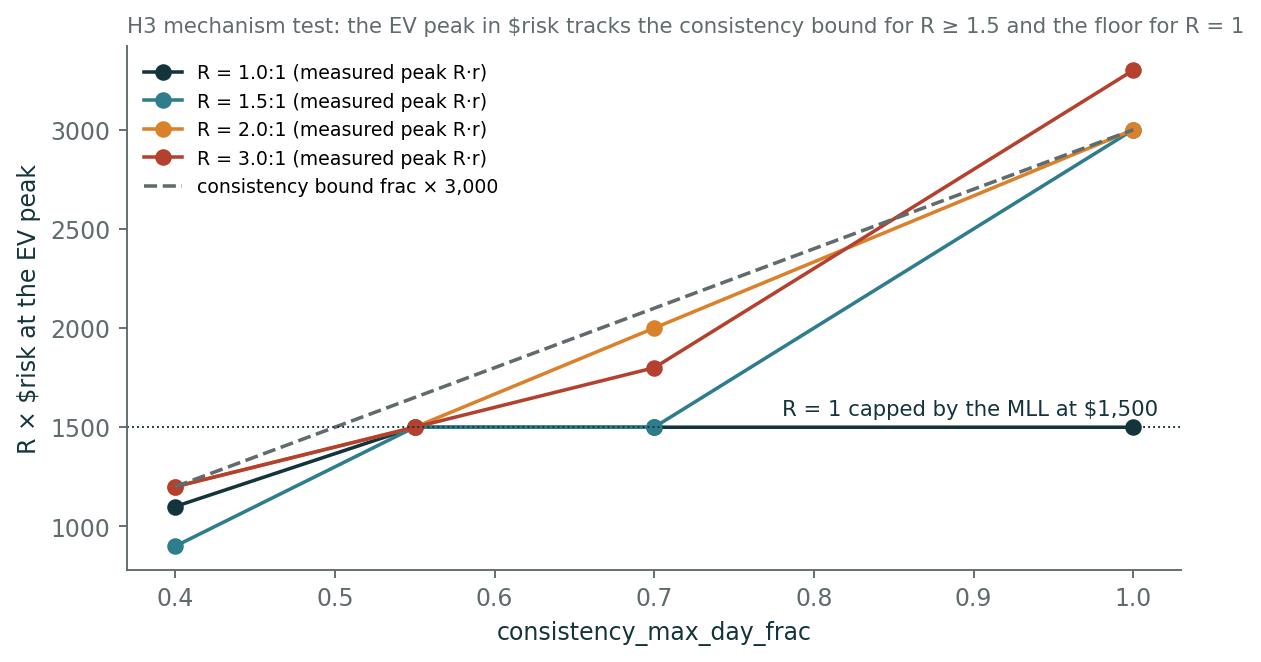 H3 mechanism test: the EV peak in $risk tracks the consistency bound for R ≥ 1.5 and the floor for R = 1
R = 1.0:1 (measured peak R·r)
R = 1.5:1 (measured peak R·r)
R = 2.0:1 (measured peak R·r)
R = 3.0:1 (measured peak R·r)
consistency bound frac × 3,000
R × $risk at the EV peak
3000
2500
2000
1500
1000
R = 1 capped by the MLL at $1,500
0.4 0.5 0.6 0.7 0.8 0.9 1.0
consistency_max_day_frac